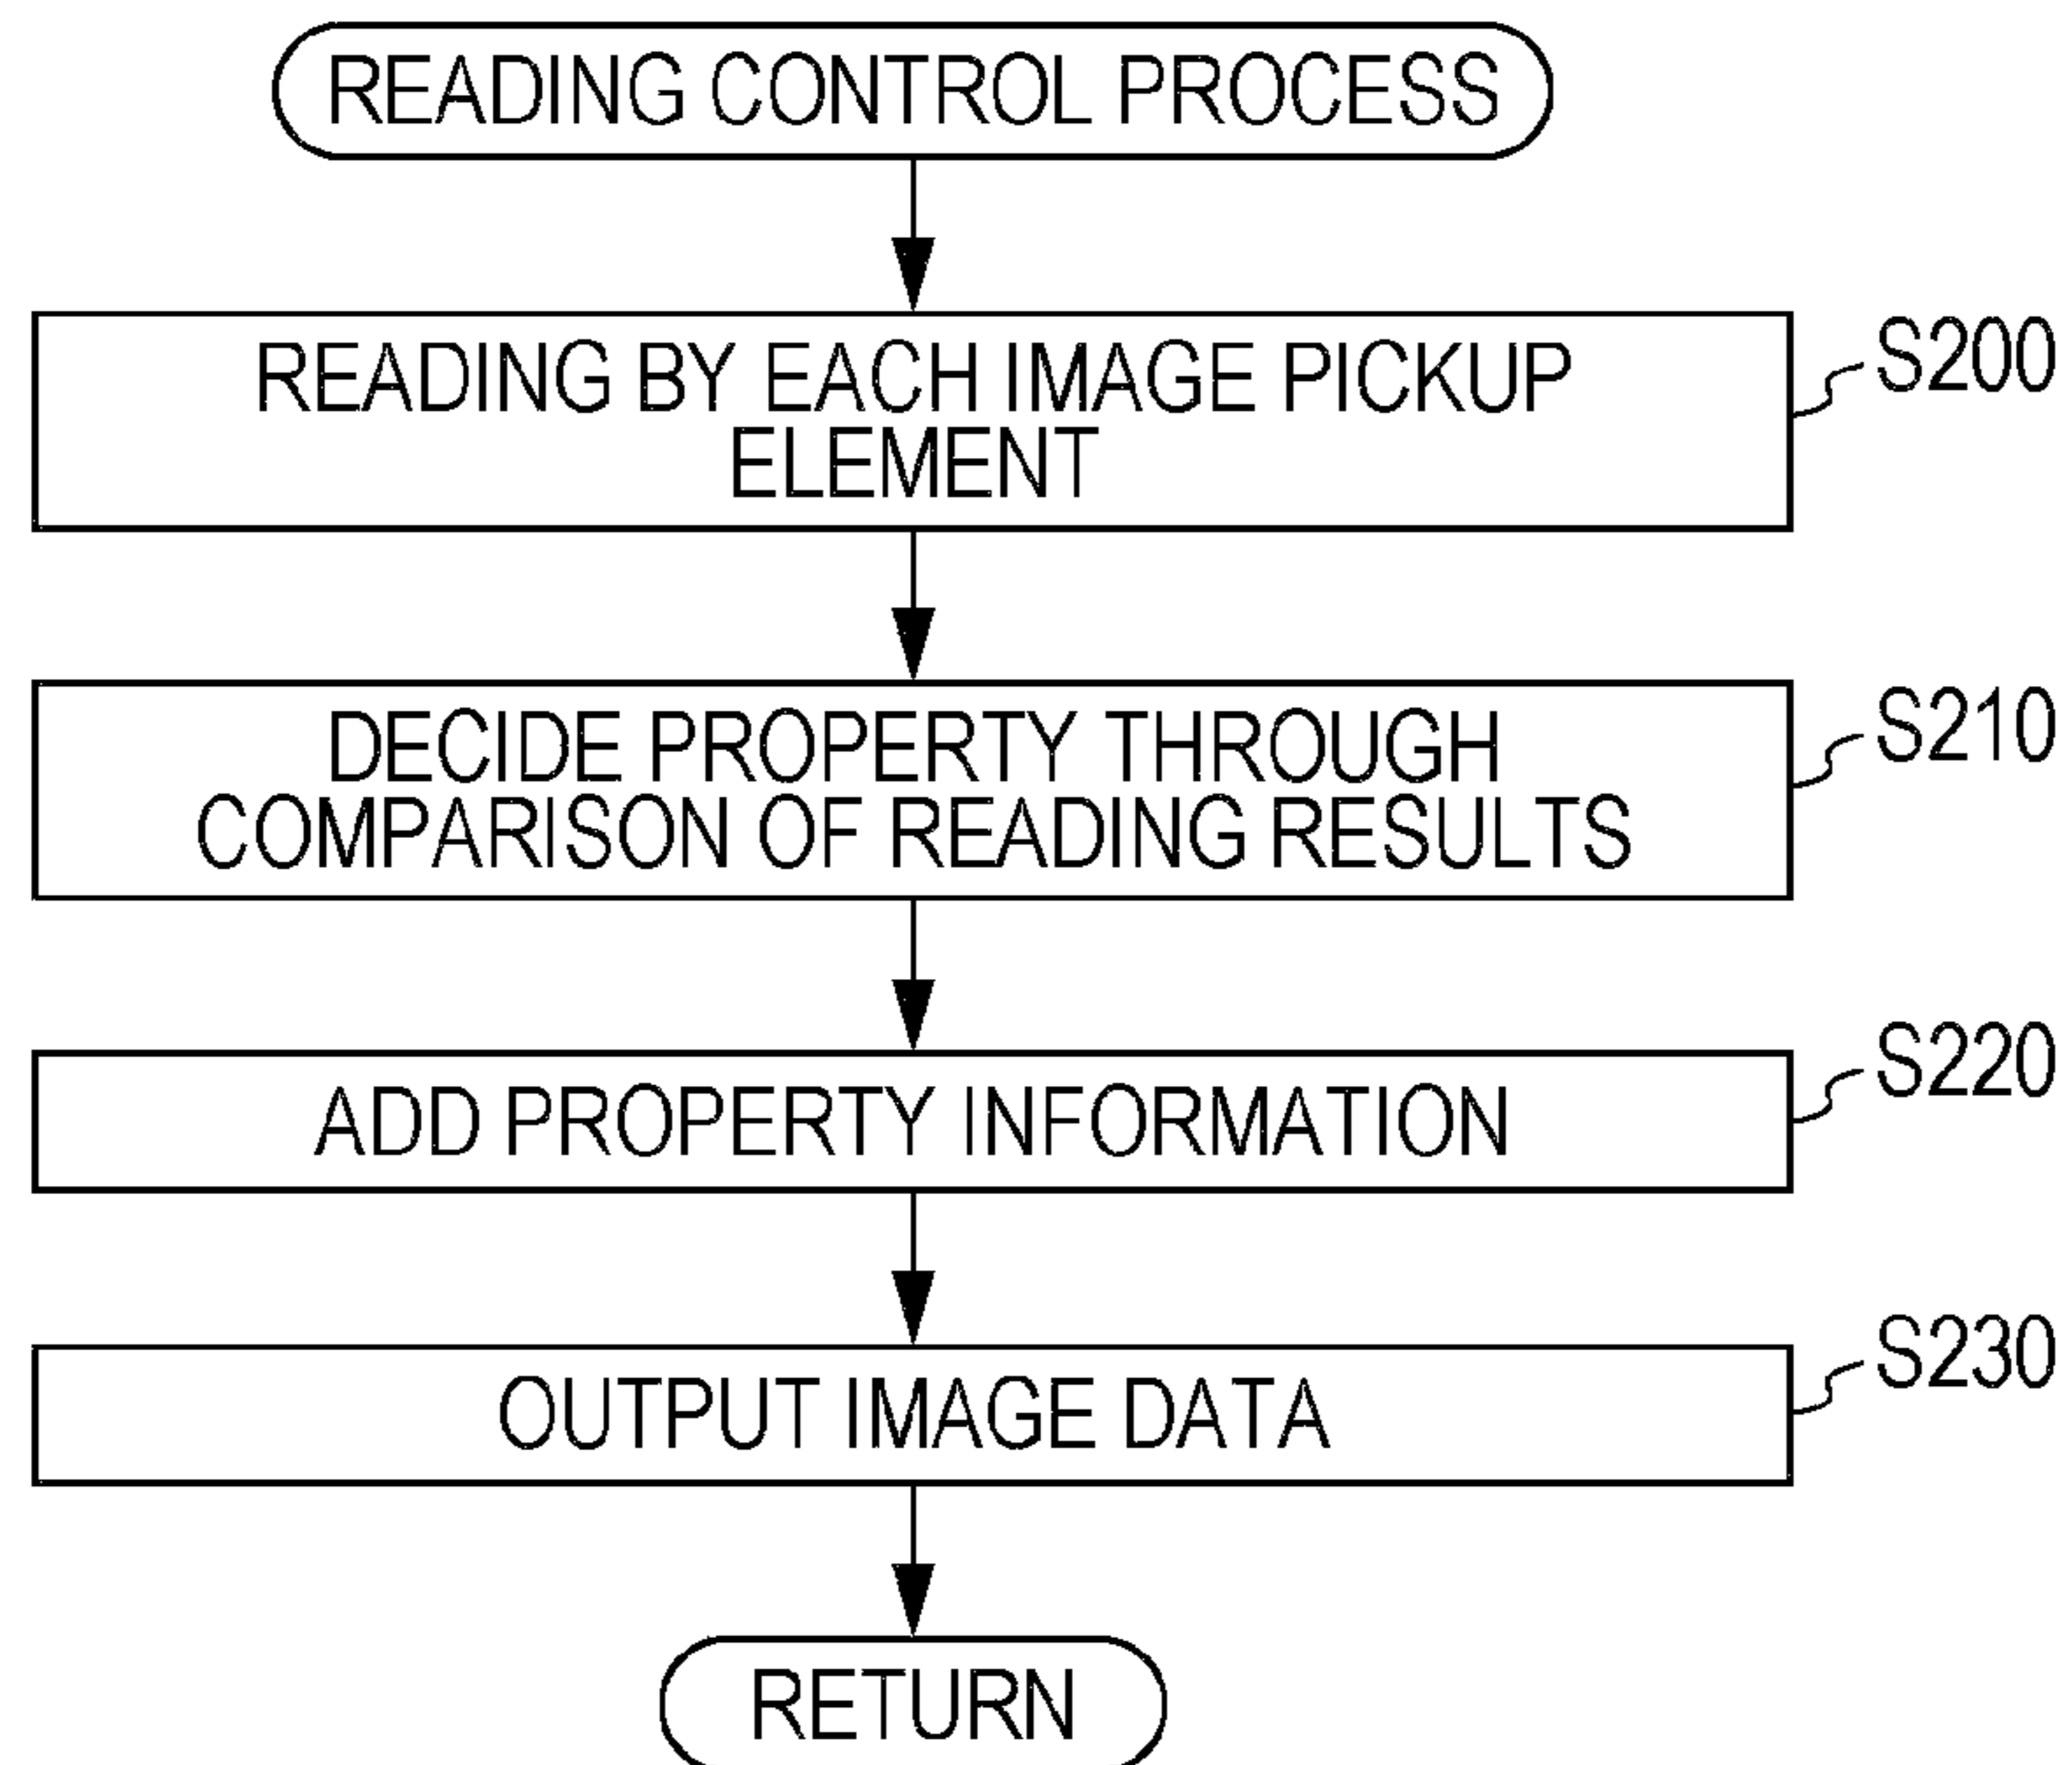 READING CONTROL PROCESS
READING BY EACH IMAGE PICKUP
ELEMENT
S200
DECIDE PROPERTY THROUGH
COMPARISON OF READING RESULTS
S210
ADD PROPERTY INFORMATION
S220
OUTPUT IMAGE DATA
S230
RETURN